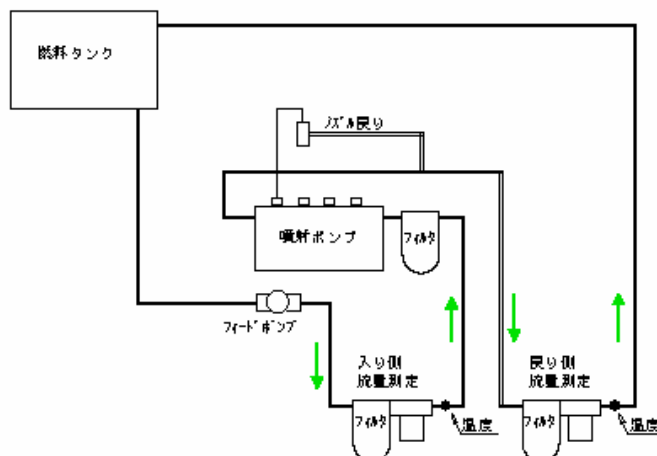 燃料タンク
ノズル戻り
噴射ポンプ
フィルタ
フィードポンプ
入り側
流量測定
戻り側
流量測定
フィルタ
温度
フィルタ
温度